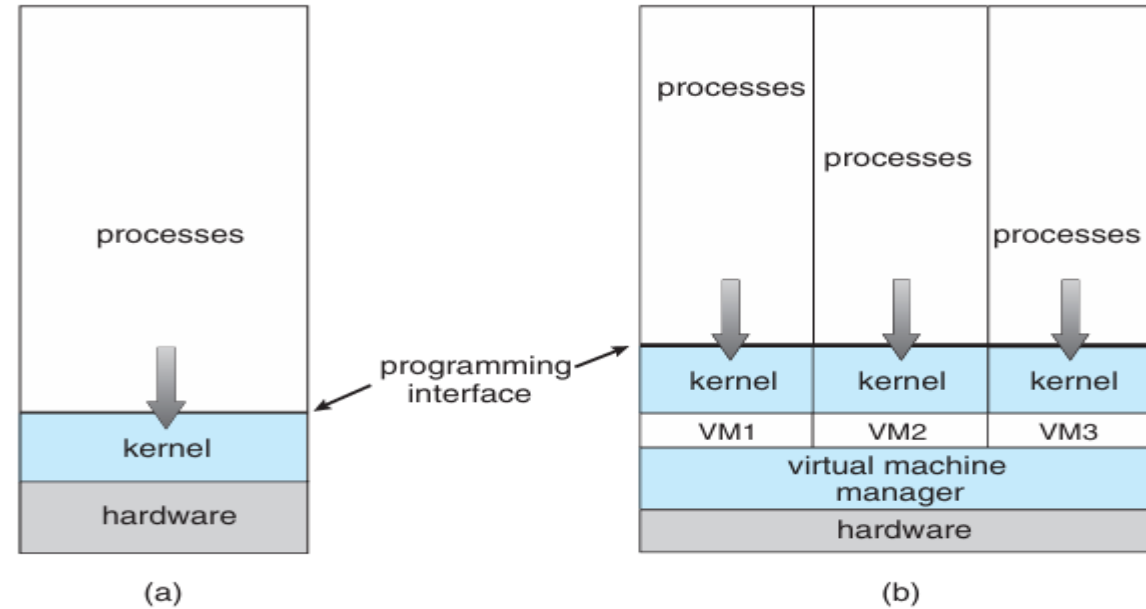 processes
programming
interface
kernel
hardware
(a)
processes
processes
processes
kernel kernel kernel
VM1 VM2 VM3
virtual machine
manager
hardware
(b)